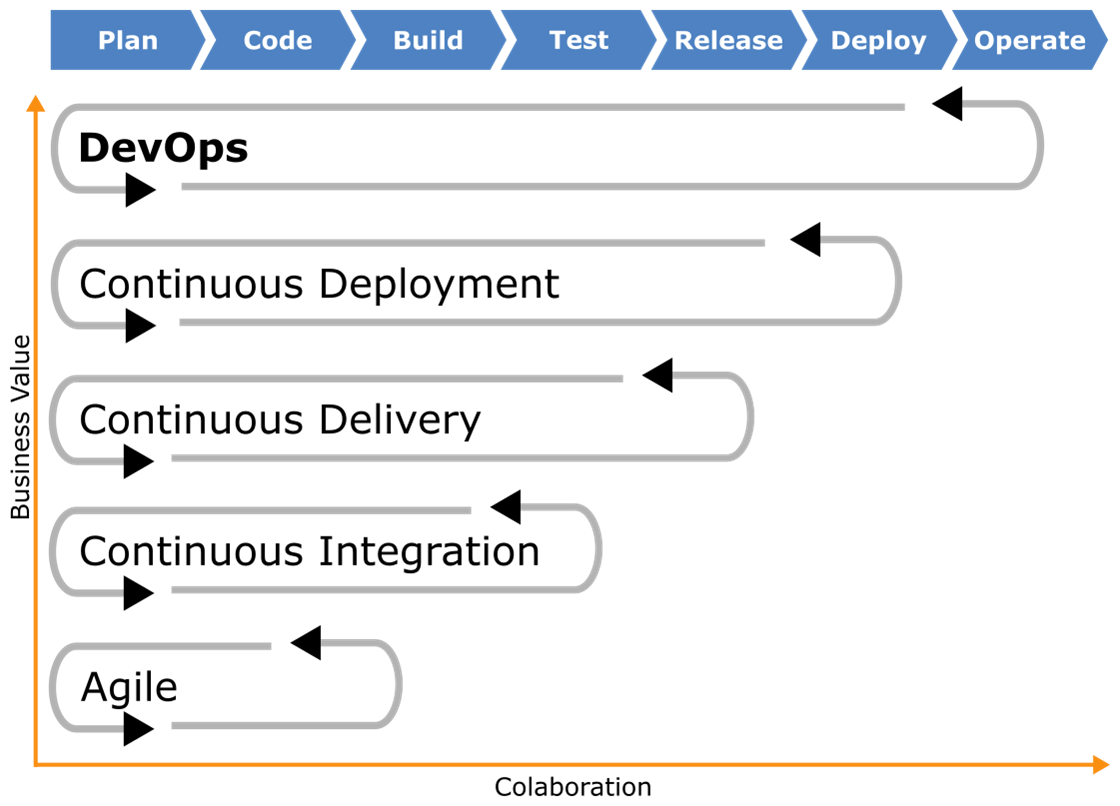 Plan
Code
Build
Test
Release
Deploy
Operate
DevOps
Continuous Deployment
Continuous Delivery
Continuous Integration
Agile
Business Value
Colaboration